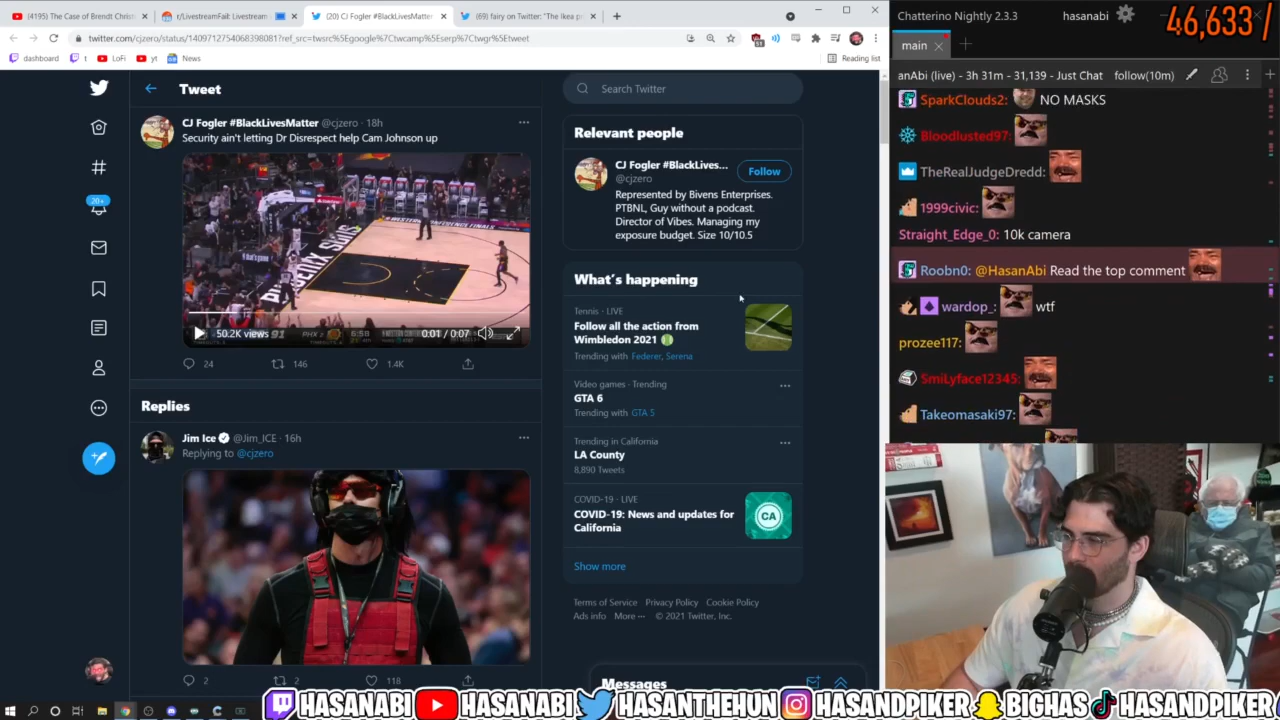 (4195) The Case of Brendt Christ
r/LivestreamFail: Livestream
(20) CJ Fogler #BlackLivesMatter
(69) fairy on Twitter: "The Ikea pr
twitter.com/cjzero/status/1409712754068398081?ref_src=twsrc%5Egoogle%7Ctwcamp%5Eserp%7Ctwgr%5Etweet
dashboard
t
LoFi
yt
News
Reading list
Tweet
CJ Fogler #BlackLivesMatter @cjzero · 18h
Security ain't letting Dr Disrespect help Cam Johnson up
50.2K views
0:01 / 0:07
24
146
1.4K
Replies
Jim Ice @Jim_ICE · 16h
Replying to @cjzero
2
2
118
20+
Search Twitter
Relevant people
CJ Fogler #BlackLives...
@cjzero
Follow
Represented by Bivens Enterprises.
PTBNL, Guy without a podcast.
Director of Vibes. Managing my
exposure budget. Size 10/10.5
What's happening
Tennis · LIVE
Follow all the action from
Wimbledon 2021
Trending with Federer, Serena
Video games · Trending
GTA 6
Trending with GTA 5
Trending in California
LA County
8,890 Tweets
COVID-19 · LIVE
COVID-19: News and updates for
California
CA
Show more
Terms of Service Privacy Policy Cookie Policy
Ads info More ··· © 2021 Twitter, Inc.
Messages
Chatterino Nightly 2.3.3
hasanabi
46,633 /
main
anAbi (live) - 3h 31m - 31,139 - Just Chat
follow(10m)
SparkClouds2: NO MASKS
Bloodlusted97:
TheRealJudgeDredd:
1999civic:
Straight_Edge_0: 10k camera
Roobn0: @HasanAbi Read the top comment
wardop_: wtf
prozee117:
SmiLyface12345:
Takeomasaki97:
HASANABI
HASANABI
HASANTHEHUN
HASANDPIKER
BIGHAS
HASANDPIKER